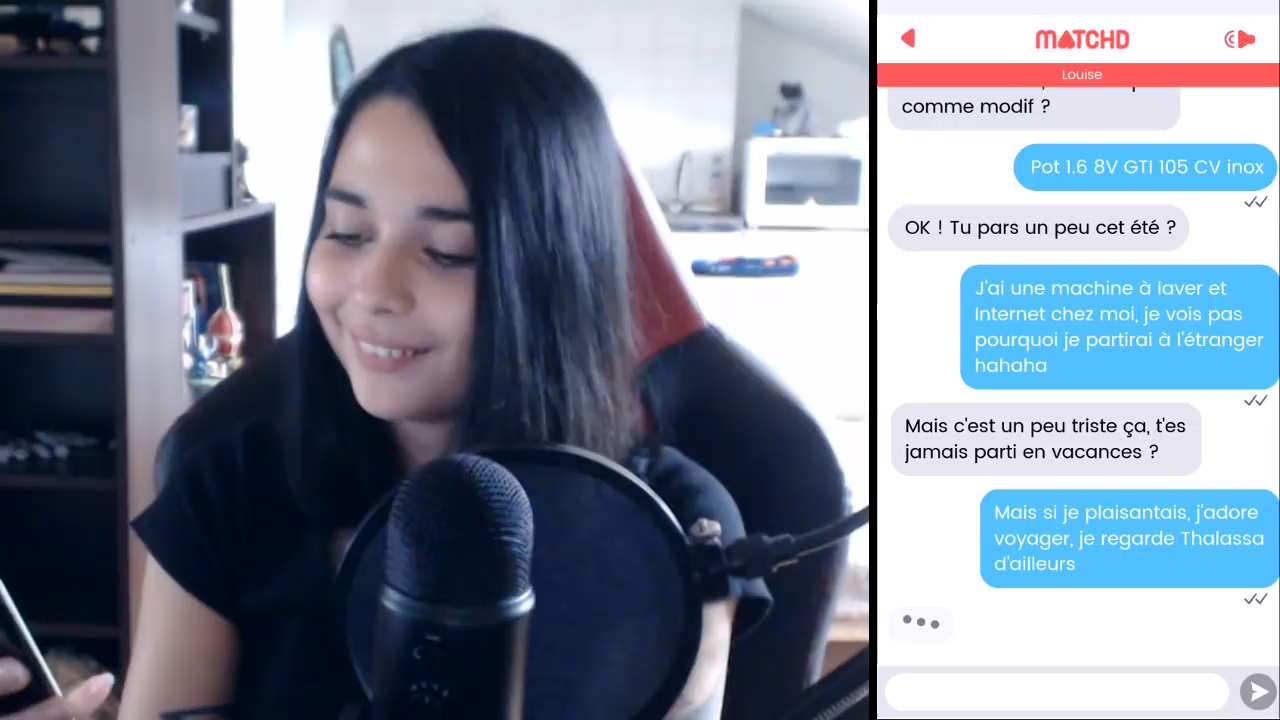 MATCHD
Louise
comme modif ?
Pot 1.6 8V GTI 105 CV inox
OK ! Tu pars un peu cet été ?
J'ai une machine à laver et
Internet chez moi, je vois pas
pourquoi je partirai à l'étranger
hahaha
Mais c'est un peu triste ça, t'es
jamais parti en vacances ?
Mais si je plaisantais, j'adore
voyager, je regarde Thalassa
d'ailleurs